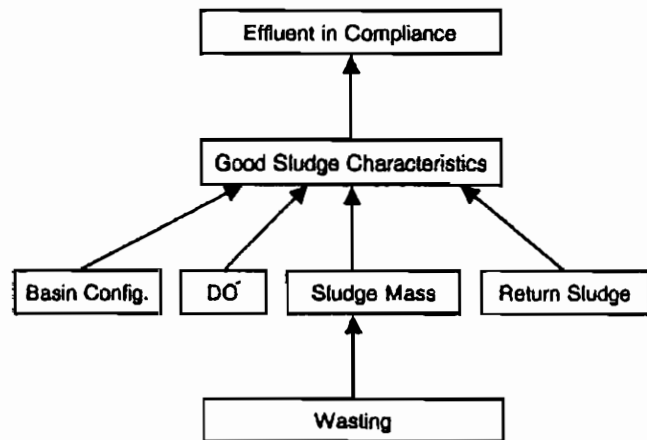 Effluent in Compliance
Good Sludge Characteristics
Basin Config.
DO
Sludge Mass
Return Sludge
Wasting